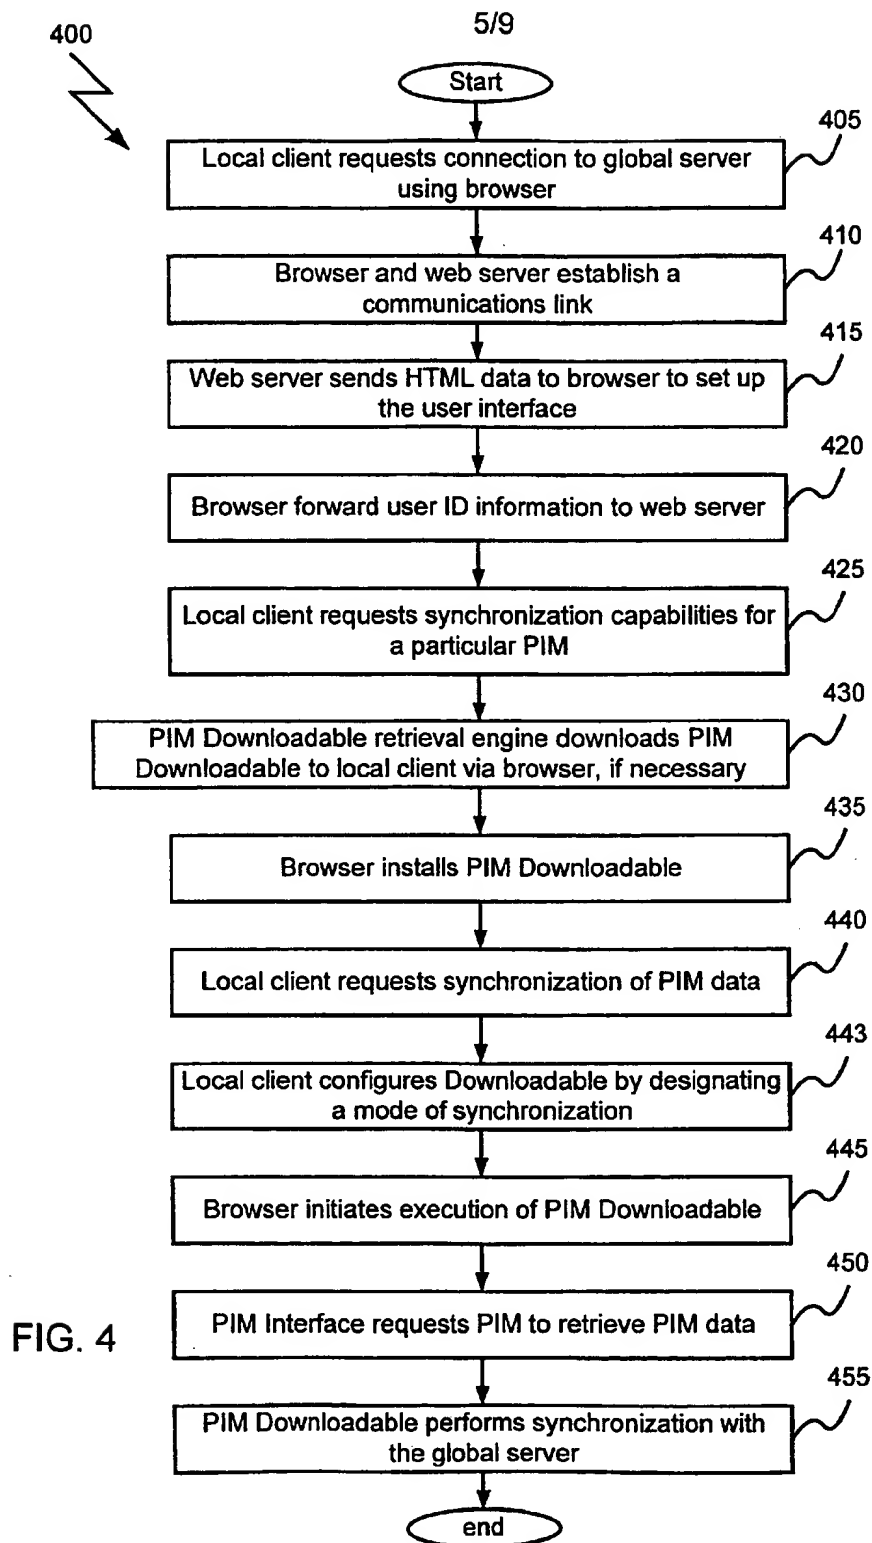 5/9
400
Start
405
Local client requests connection to global server
using browser
410
Browser and web server establish a
communications link
415
Web server sends HTML data to browser to set up
the user interface
420
Browser forward user ID information to web server
425
Local client requests synchronization capabilities for
a particular PIM
430
PIM Downloadable retrieval engine downloads PIM
Downloadable to local client via browser, if necessary
435
Browser installs PIM Downloadable
440
Local client requests synchronization of PIM data
443
Local client configures Downloadable by designating
a mode of synchronization
445
Browser initiates execution of PIM Downloadable
450
PIM Interface requests PIM to retrieve PIM data
FIG. 4
455
PIM Downloadable performs synchronization with
the global server
end